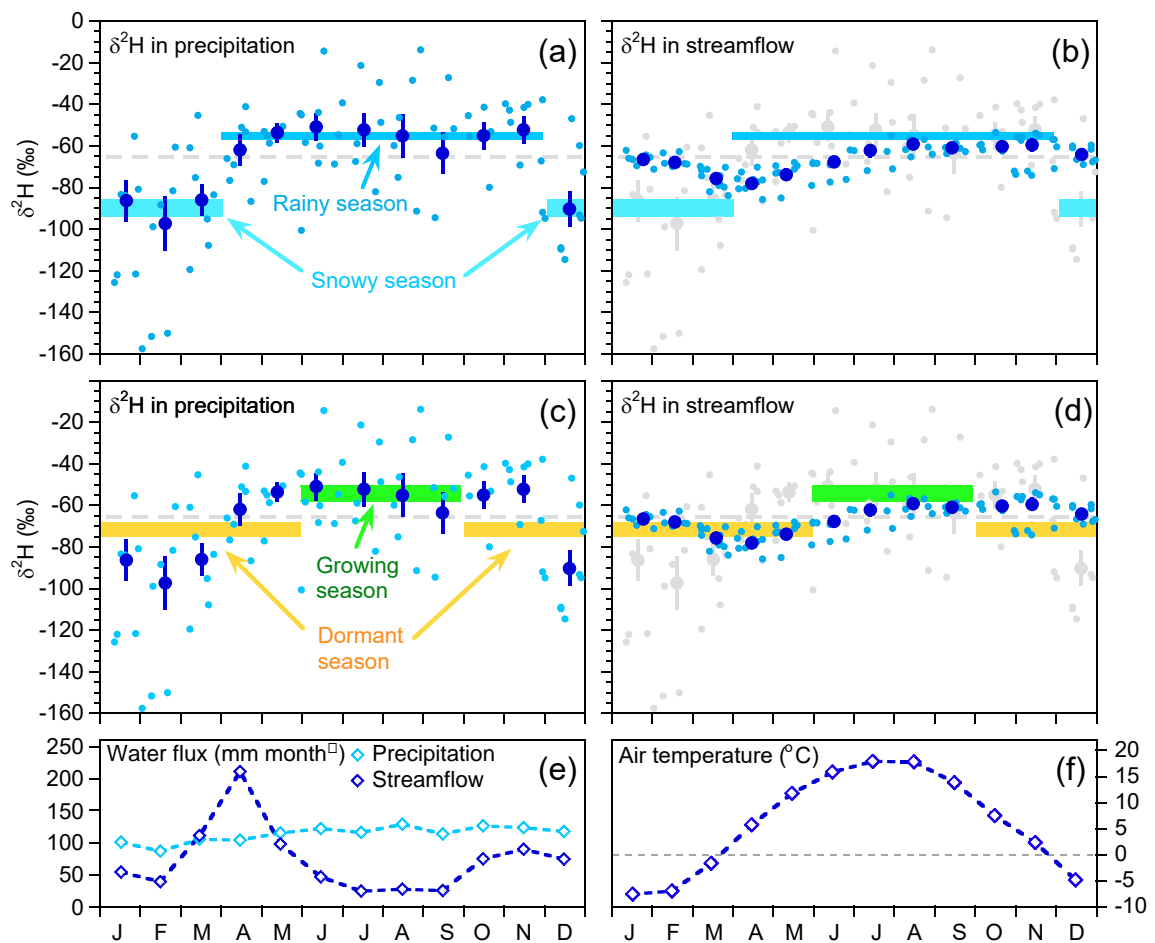 δ²H in precipitation (a)
δ²H in streamflow (b)
0
-20
-40
-60
-80
-100
-120
-140
-160
δ²H (‰)
Rainy season
Snowy season
δ²H in precipitation (c)
δ²H in streamflow (d)
-20
-40
-60
-80
-100
-120
-140
-160
δ²H (‰)
Growing
season
Dormant
season
Water flux (mm month□) Precipitation (e)
Streamflow
250
200
150
100
50
0
J F M A M J J A S O N D
Air temperature (°C) (f)
20
15
10
5
0
-5
-10
J F M A M J J A S O N D